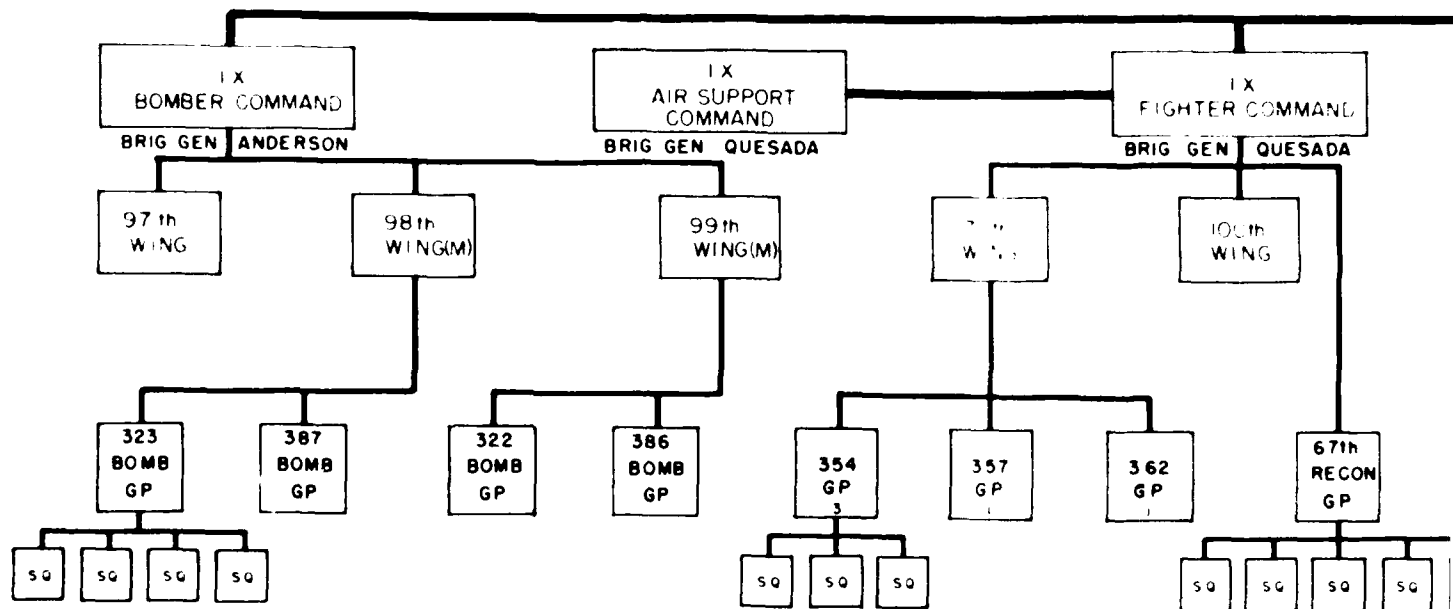 IX
BOMBER COMMAND
BRIG GEN ANDERSON
IX
AIR SUPPORT
COMMAND
BRIG GEN QUESADA
IX
FIGHTER COMMAND
BRIG GEN QUESADA
97th
WING
98th
WING(M)
99th
WING(M)
WING
100th
WING
323
BOMB
GP
387
BOMB
GP
322
BOMB
GP
386
BOMB
GP
354
GP
3
357
GP
362
GP
67th
RECON
GP
SQ
SQ
SQ
SQ
SQ
SQ
SQ
SQ
SQ
SQ
SQ